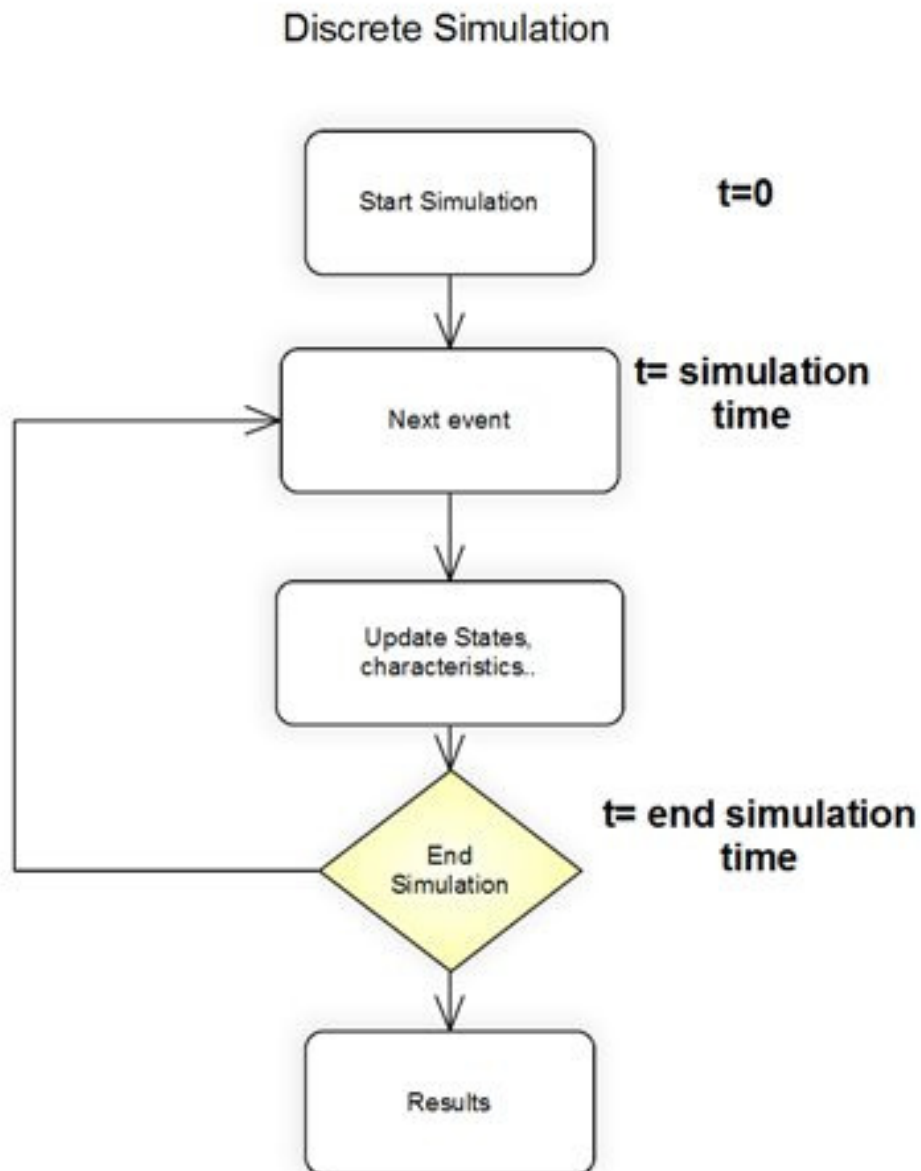 Discrete Simulation
Start Simulation
t=0
Next event
t= simulation
time
Update States,
characteristics..
End
Simulation
t= end simulation
time
Results